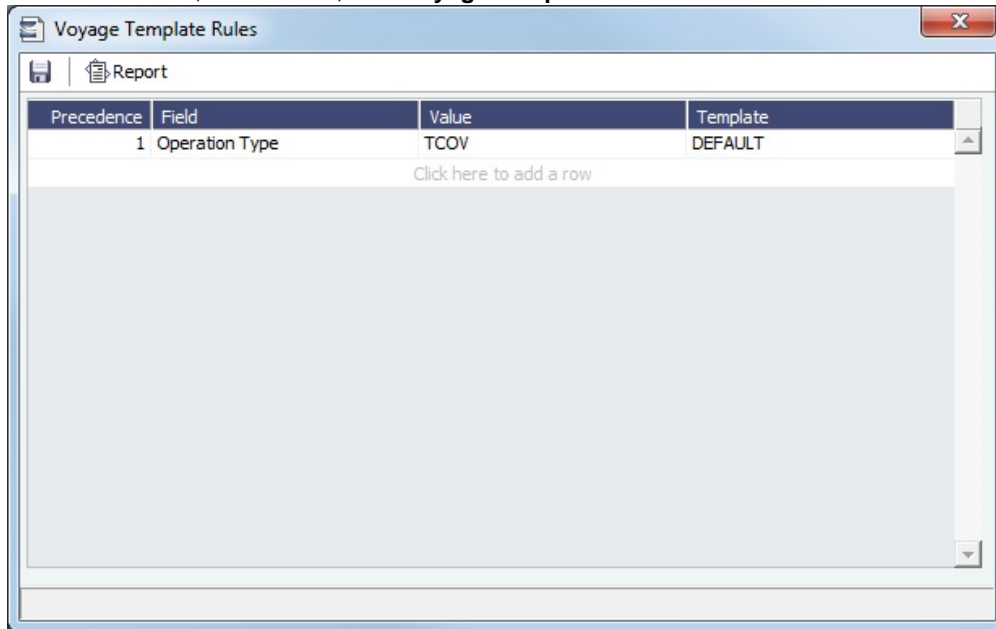 Voyage Template Rules
Report
Precedence Field Value Template
1 Operation Type TCOV DEFAULT
Click here to add a row